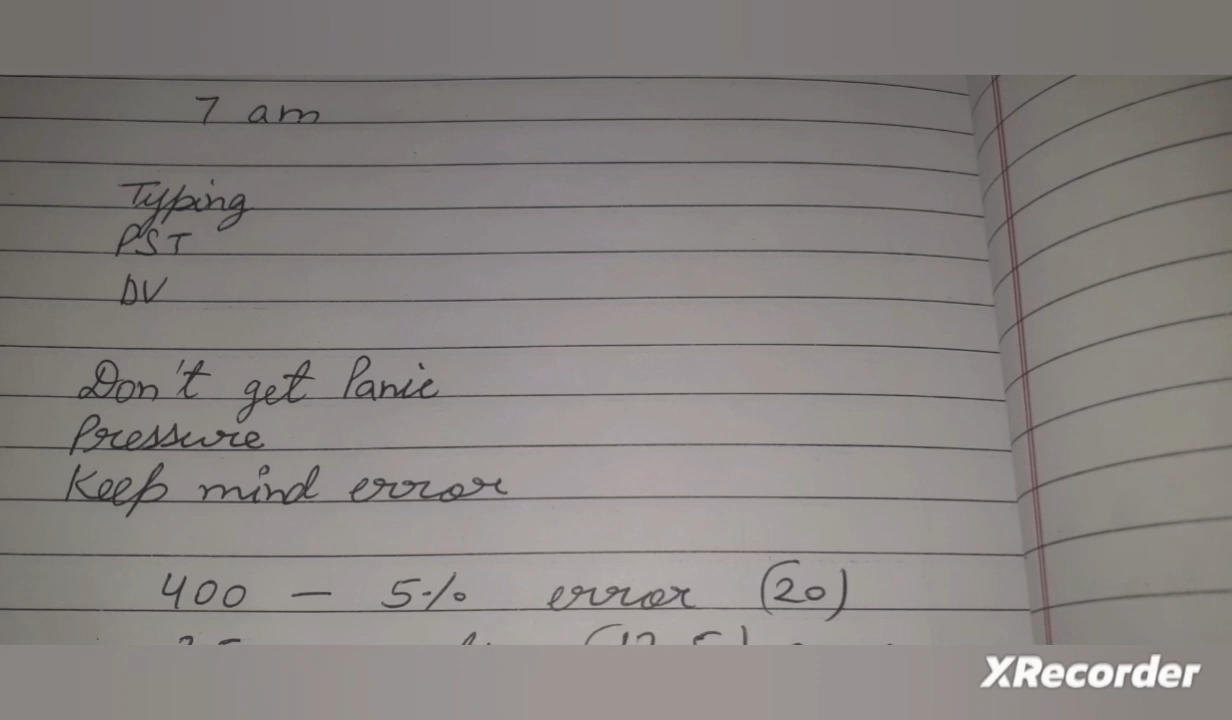 7 am
Typing
PST
DV
Don't get Panic
Pressure
Keep mind error
400 — 5% error (20)
XRecorder